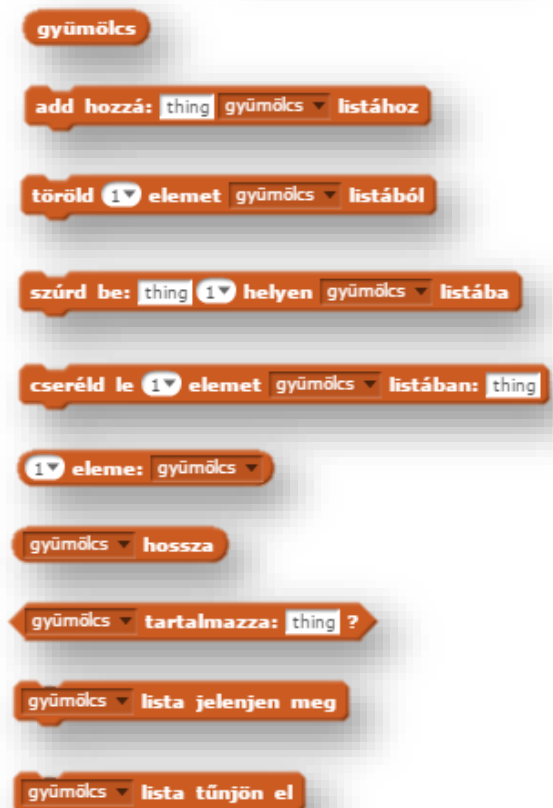 gyümölcs
add hozzá: thing gyümölcs ▼ listához
töröld 1▼ elemet gyümölcs ▼ listából
szúrd be: thing 1▼ helyen gyümölcs ▼ listába
cseréld le 1▼ elemet gyümölcs ▼ listában: thing
1▼ eleme: gyümölcs ▼
gyümölcs ▼ hossza
gyümölcs ▼ tartalmazza: thing ?
gyümölcs ▼ lista jelenjen meg
gyümölcs ▼ lista tűnjön el